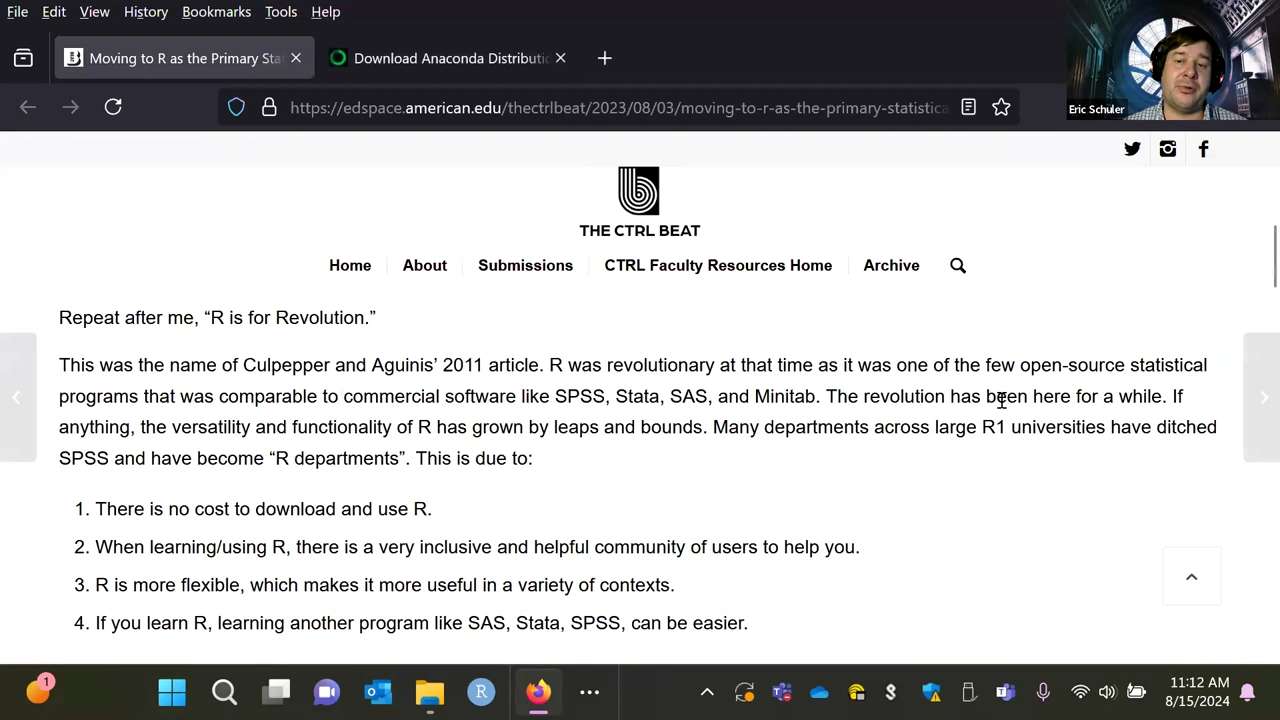 File Edit View History Bookmarks Tools Help
Moving to R as the Primary Sta
Download Anaconda Distributi
https://edspace.american.edu/thectrlbeat/2023/08/03/moving-to-r-as-the-primary-statistica
Eric Schuler
THE CTRL BEAT
Home About Submissions CTRL Faculty Resources Home Archive
Repeat after me, “R is for Revolution.”
This was the name of Culpepper and Aguinis’ 2011 article. R was revolutionary at that time as it was one of the few open-source statistical
programs that was comparable to commercial software like SPSS, Stata, SAS, and Minitab. The revolution has been here for a while. If
anything, the versatility and functionality of R has grown by leaps and bounds. Many departments across large R1 universities have ditched
SPSS and have become “R departments”. This is due to:
1. There is no cost to download and use R.
2. When learning/using R, there is a very inclusive and helpful community of users to help you.
3. R is more flexible, which makes it more useful in a variety of contexts.
4. If you learn R, learning another program like SAS, Stata, SPSS, can be easier.
1
R
11:12 AM
8/15/2024